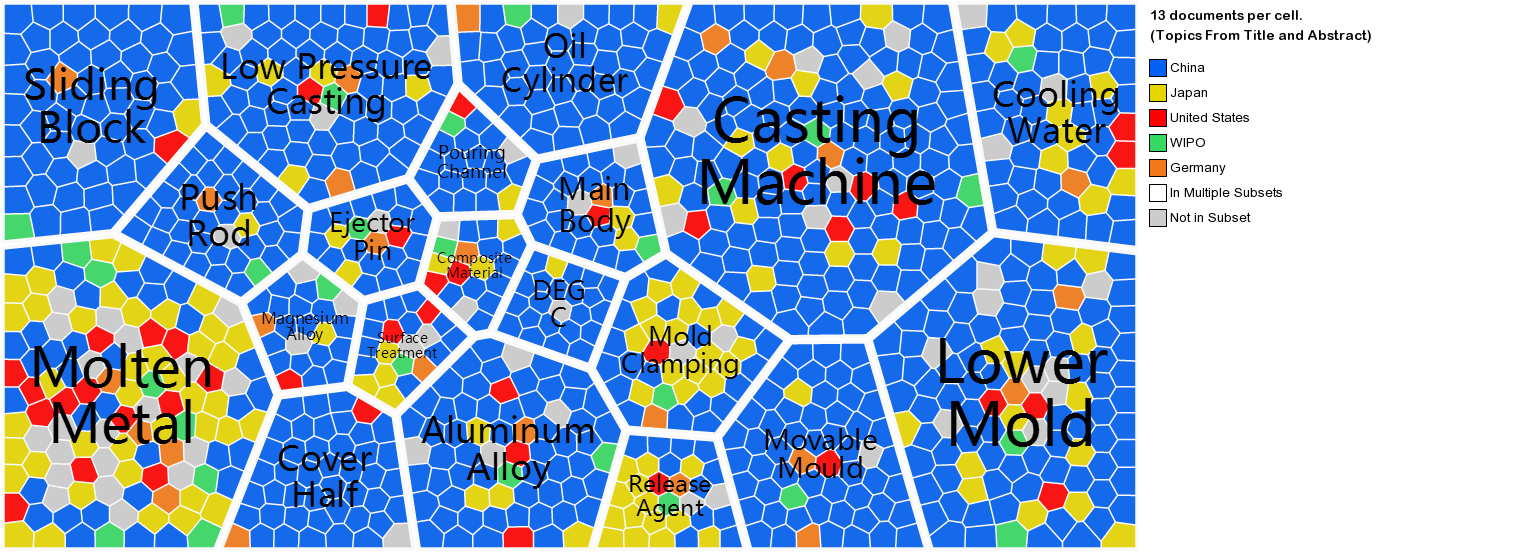 13 documents per cell.
(Topics From Title and Abstract)
China
Japan
United States
WIPO
Germany
In Multiple Subsets
Not in Subset
Sliding
Block
Low Pressure
Casting
Oil
Cylinder
Casting
Machine
Cooling
Water
Pouring
Channel
Push
Rod
Ejector
Pin
Main
Body
Composite
Material
DEG
C
Magnesium
Alloy
Surface
Treatment
Mold
Clamping
Molten
Metal
Lower
Mold
Cover
Half
Aluminum
Alloy
Movable
Mould
Release
Agent